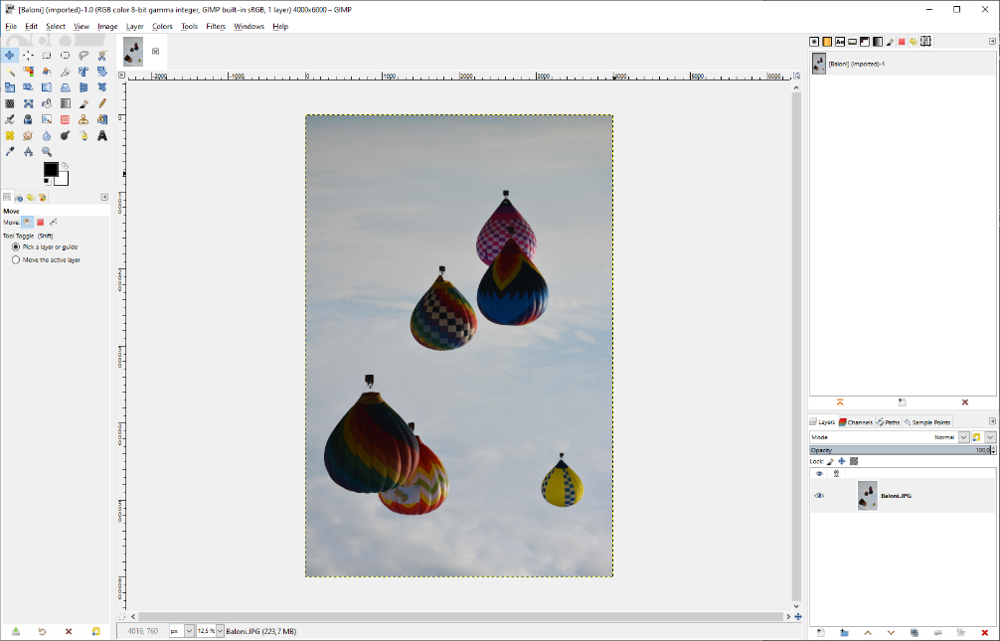 [Baloni] (imported)-1.0 (RGB color 8-bit gamma integer, GIMP built-in sRGB, 1 layer) 4000x6000 – GIMP
File Edit Select View Image Layer Colors Tools Filters Windows Help
-2000 -1000 0 1000 2000 3000 4000 5000 6000
[Baloni] (imported)-1
Move
Move:
Tool Toggle (Shift)
Pick a layer or guide
Move the active layer
Layers Channels Paths Sample Points
Mode Normal
Opacity 100,0
Lock:
Baloni.JPG
4016, 760 px 12,5 % Baloni.JPG (223,7 MB)